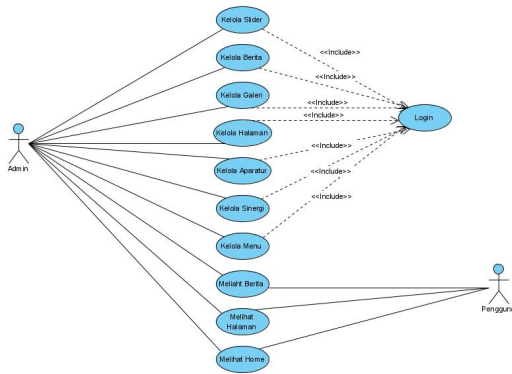 Kelola Slider
<<Include>>
Kelola Berita
<<Include>>
Kelola Galeri
<<Include>>
<<Include>>
Login
Kelola Halaman
Admin
<<Include>>
Kelola Aparatur
<<Include>>
Kelola Sinergi
<<Include>>
Kelola Menu
Meliaht Berita
Melihat
Halaman
Pengguna
Melihat Home